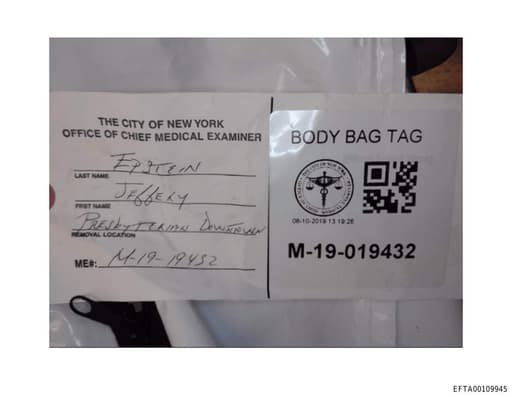 THE CITY OF NEW YORK
OFFICE OF CHIEF MEDICAL EXAMINER
EPSTEIN
LAST NAME
JEFFERY
FIRST NAME
PRESBYTERIAN DOWNTOWN
REMOVAL LOCATION
ME#: M-19-19432
BODY BAG TAG
08-10-2019 13:19:26
M-19-019432
EFTA00109945